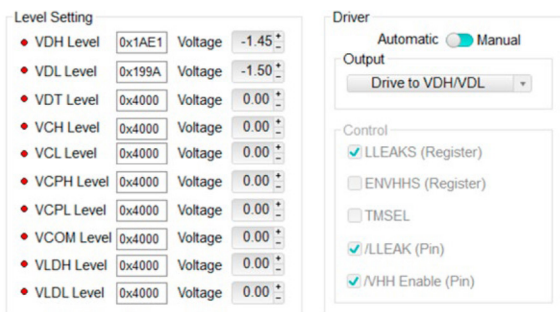 Level Setting
VDH Level 0x1AE1 Voltage -1.45
VDL Level 0x199A Voltage -1.50
VDT Level 0x4000 Voltage 0.00
VCH Level 0x4000 Voltage 0.00
VCL Level 0x4000 Voltage 0.00
VCPH Level 0x4000 Voltage 0.00
VCPL Level 0x4000 Voltage 0.00
VCOM Level 0x4000 Voltage 0.00
VLDH Level 0x4000 Voltage 0.00
VLDL Level 0x4000 Voltage 0.00
Driver
Automatic Manual
Output
Drive to VDH/VDL
Control
LLEAKS (Register)
ENVHHS (Register)
TMSEL
/LLEAK (Pin)
/VHH Enable (Pin)